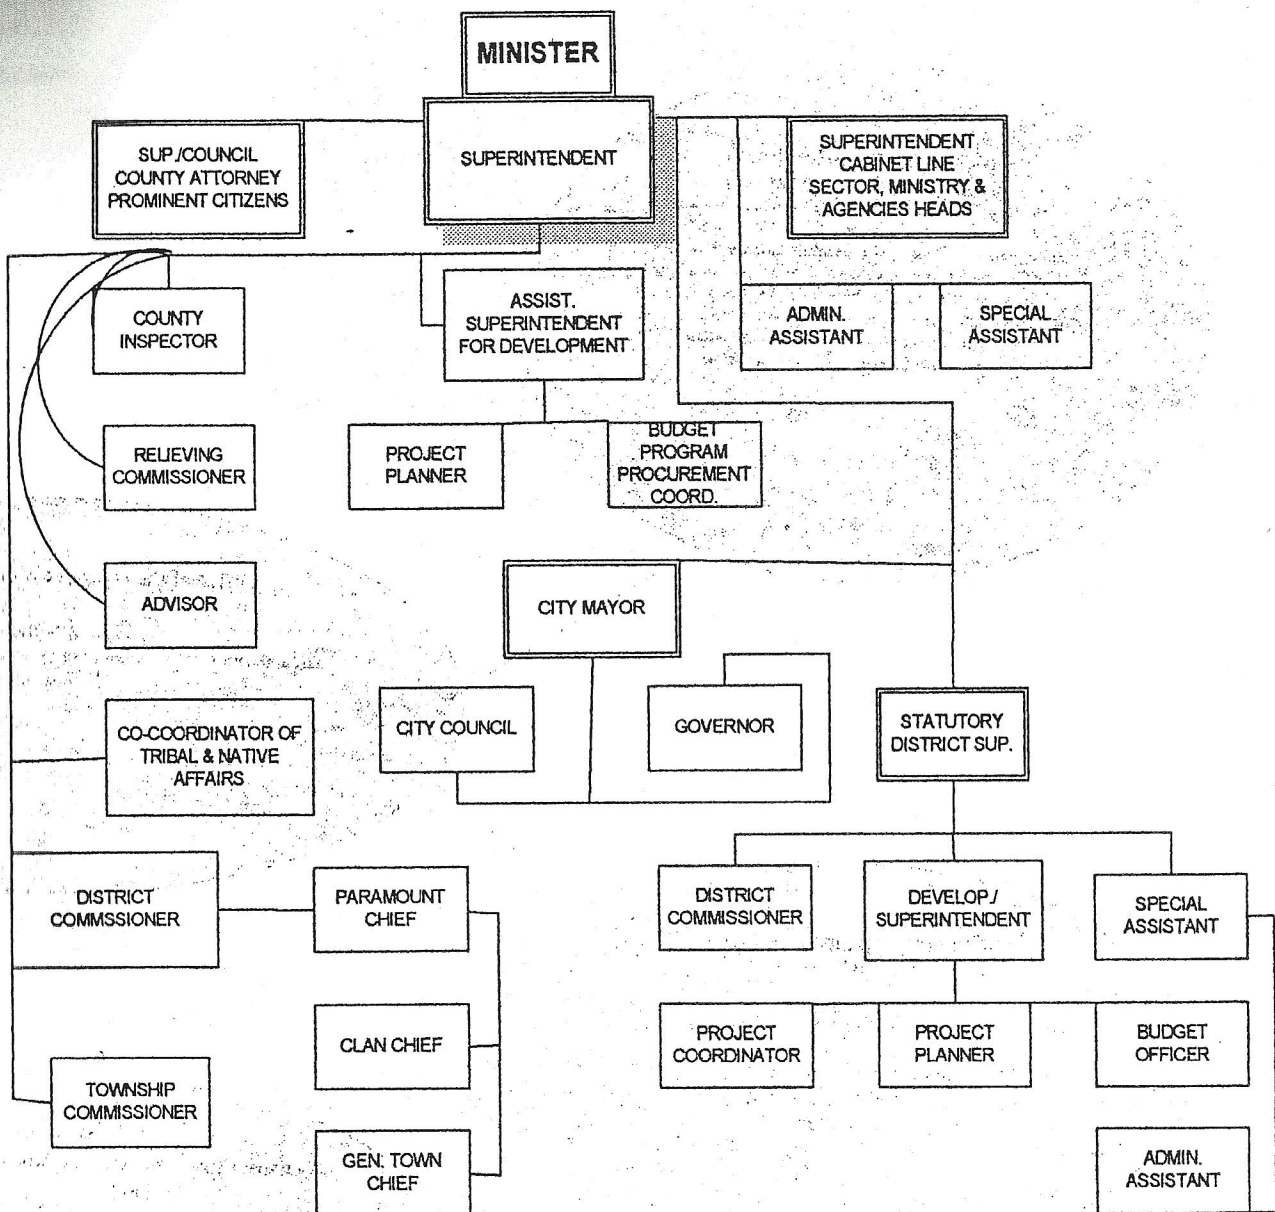 MINISTER
SUPERINTENDENT
SUP./COUNCIL
COUNTY ATTORNEY
PROMINENT CITIZENS
SUPERINTENDENT
CABINET LINE
SECTOR, MINISTRY &
AGENCIES HEADS
COUNTY
INSPECTOR
ASSIST.
SUPERINTENDENT
FOR DEVELOPMENT
ADMIN.
ASSISTANT
SPECIAL
ASSISTANT
RELIEVING
COMMISSIONER
PROJECT
PLANNER
BUDGET
PROGRAM
PROCUREMENT
COORD.
ADVISOR
CITY MAYOR
CO-COORDINATOR OF
TRIBAL & NATIVE
AFFAIRS
CITY COUNCIL
GOVERNOR
STATUTORY
DISTRICT SUP.
DISTRICT
COMMSSIONER
PARAMOUNT
CHIEF
DISTRICT
COMMISSIONER
DEVELOP./
SUPERINTENDENT
SPECIAL
ASSISTANT
CLAN CHIEF
PROJECT
COORDINATOR
PROJECT
PLANNER
BUDGET
OFFICER
TOWNSHIP
COMMISSIONER
GEN. TOWN
CHIEF
ADMIN.
ASSISTANT